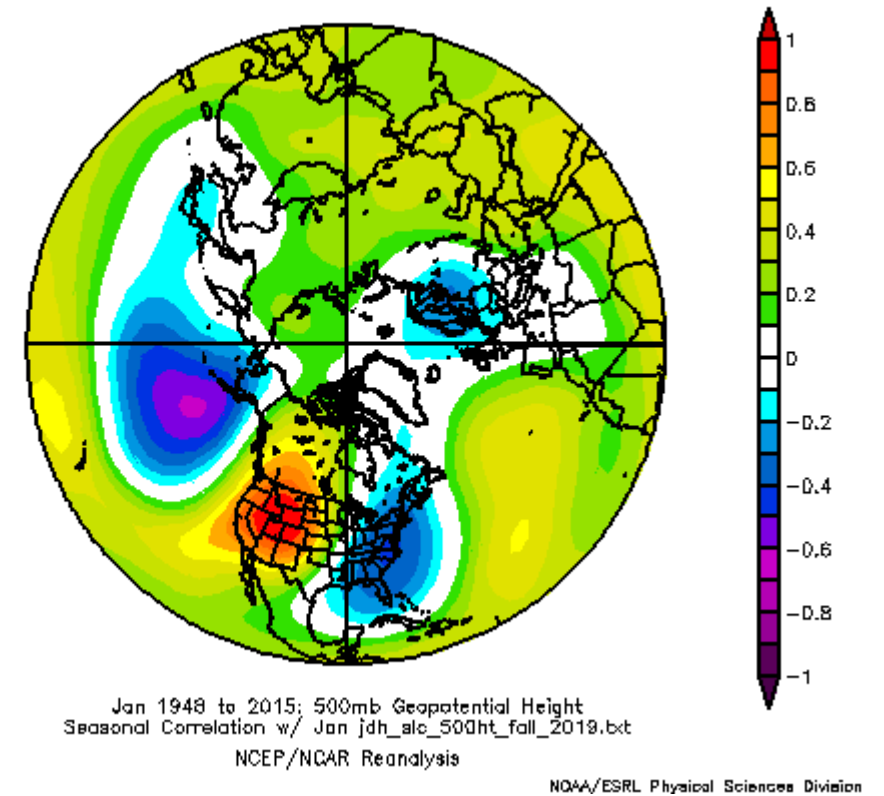 1
0.8
0.6
0.4
0.2
0
-0.2
-0.4
-0.6
-0.8
-1
Jan 1948 to 2015: 500mb Geopotential Height
Seasonal Correlation w/ Jan jdh_slc_500ht_fall_2019.txt
NCEP/NCAR Reanalysis
NOAA/ESRL Physical Sciences Division